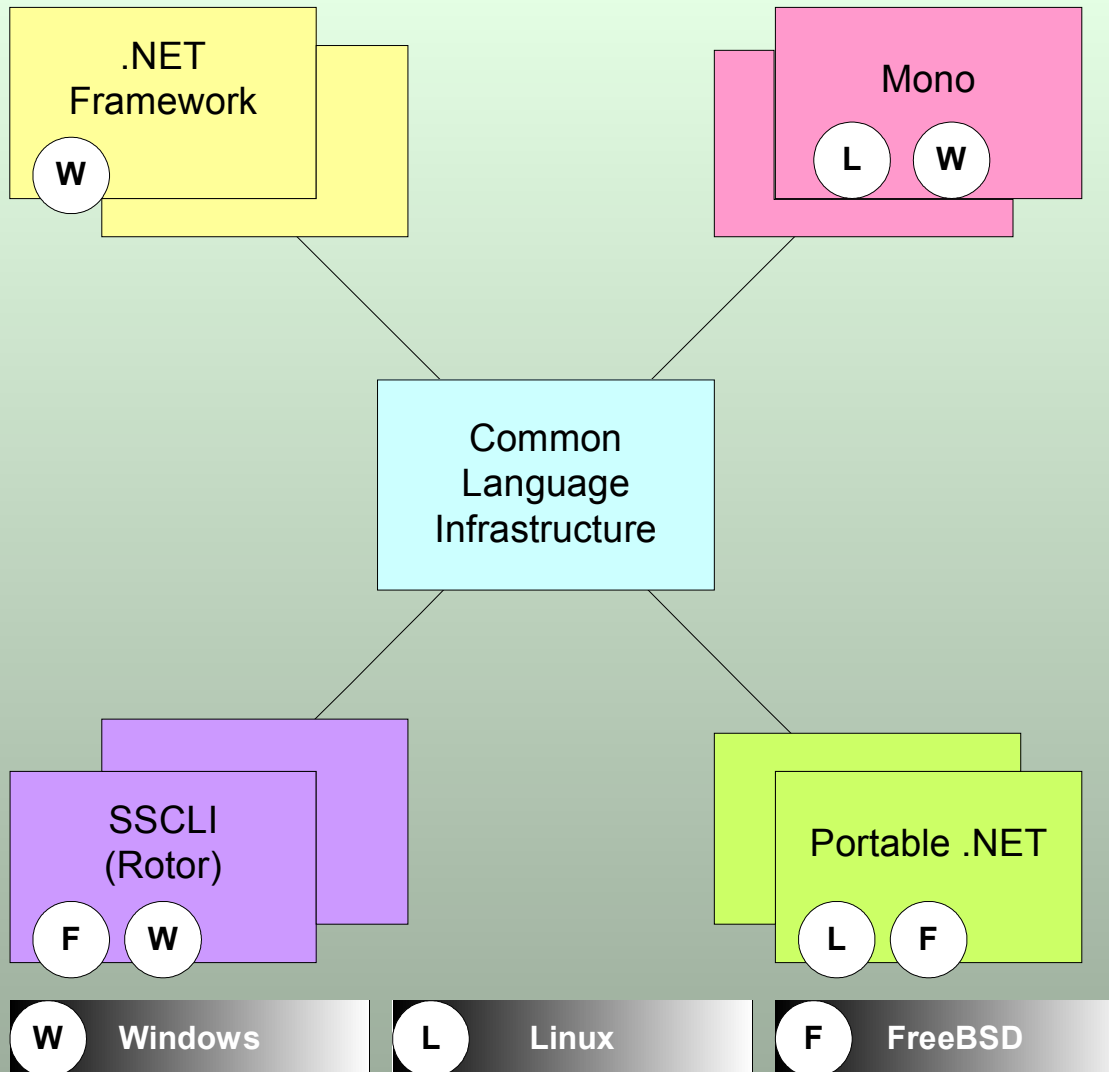 .NET
Framework
W
Mono
L W
Common
Language
Infrastructure
SSCLI
(Rotor)
F W
Portable .NET
L F
W Windows
L Linux
F FreeBSD